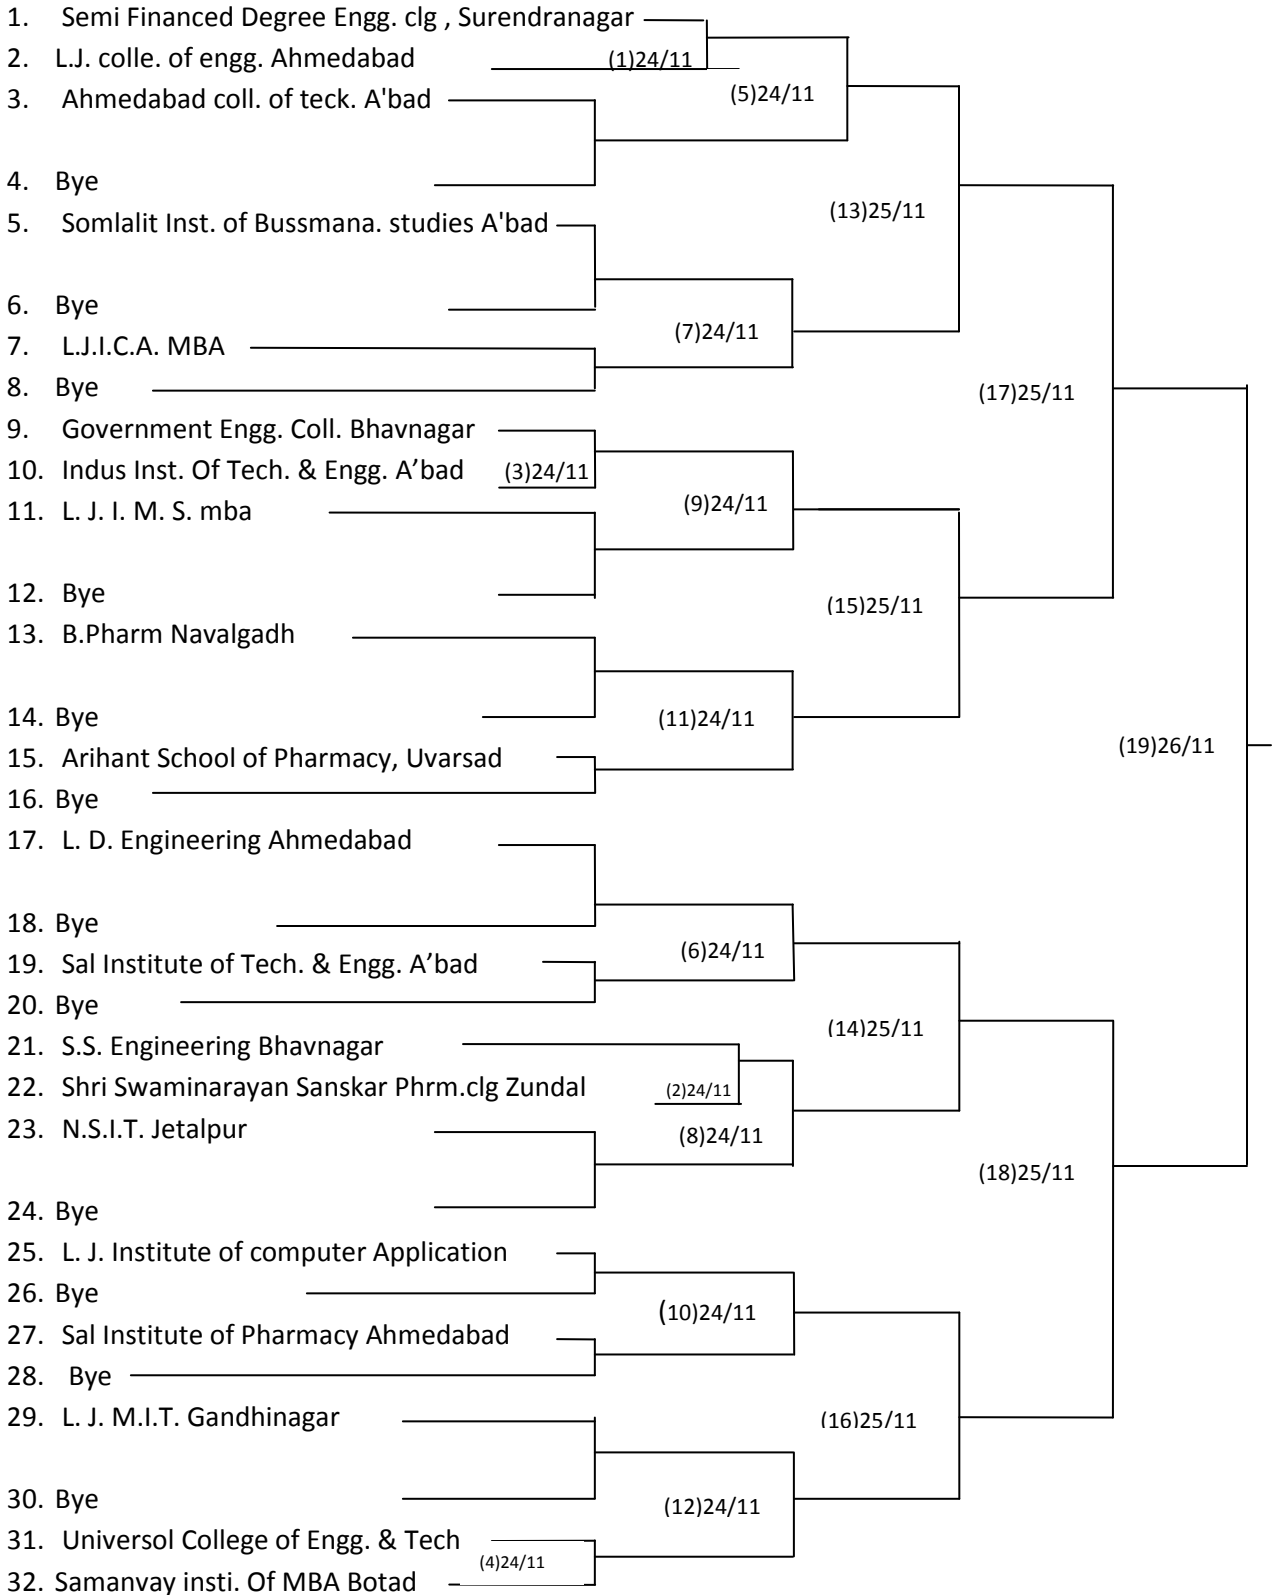 1. Semi Financed Degree Engg. clg , Surendranagar
2. L.J. colle. of engg. Ahmedabad
(1)24/11
3. Ahmedabad coll. of teck. A'bad
(5)24/11
4. Bye
5. Somlalit Inst. of Bussmana. studies A'bad
(13)25/11
6. Bye
7. L.J.I.C.A. MBA
(7)24/11
8. Bye
(17)25/11
9. Government Engg. Coll. Bhavnagar
10. Indus Inst. Of Tech. & Engg. A’bad
(3)24/11
11. L. J. I. M. S. mba
(9)24/11
12. Bye
(15)25/11
13. B.Pharm Navalgadh
14. Bye
(11)24/11
15. Arihant School of Pharmacy, Uvarsad
(19)26/11
16. Bye
17. L. D. Engineering Ahmedabad
18. Bye
(6)24/11
19. Sal Institute of Tech. & Engg. A’bad
20. Bye
(14)25/11
21. S.S. Engineering Bhavnagar
22. Shri Swaminarayan Sanskar Phrm.clg Zundal
(2)24/11
23. N.S.I.T. Jetalpur
(8)24/11
(18)25/11
24. Bye
25. L. J. Institute of computer Application
26. Bye
(10)24/11
27. Sal Institute of Pharmacy Ahmedabad
28. Bye
29. L. J. M.I.T. Gandhinagar
(16)25/11
30. Bye
(12)24/11
31. Universol College of Engg. & Tech
(4)24/11
32. Samanvay insti. Of MBA Botad